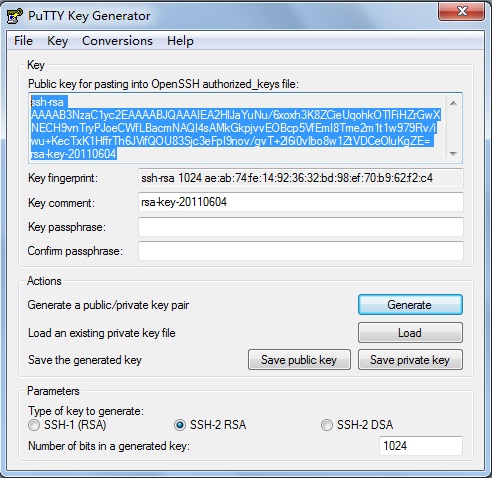 PuTTY Key Generator
File Key Conversions Help
Key
Public key for pasting into OpenSSH authorized_keys file:
ssh-rsa
AAAAB3NzaC1yc2EAAAABJQAAAIEA2HlJaYuNu/6xoxh3K8ZCieUqohkOTlFiHZrGwX
NECH9vnTryPJoeCWfLBacmNAQl4sAMkGkpjvvEOBcp5VfEmI8Tme2m1t1w979Rv/i
wu+KecTxK1HffrTh6JVifQOU83Sjc3eFpI9nov/gvT+2l6i0vlbo8w1ZtVDCeOluKgZE=
rsa-key-20110604
Key fingerprint: ssh-rsa 1024 ae:ab:74:fe:14:92:36:32:bd:98:ef:70:b9:62:f2:c4
Key comment: rsa-key-20110604
Key passphrase:
Confirm passphrase:
Actions
Generate a public/private key pair Generate
Load an existing private key file Load
Save the generated key Save public key Save private key
Parameters
Type of key to generate:
SSH-1 (RSA) SSH-2 RSA SSH-2 DSA
Number of bits in a generated key: 1024